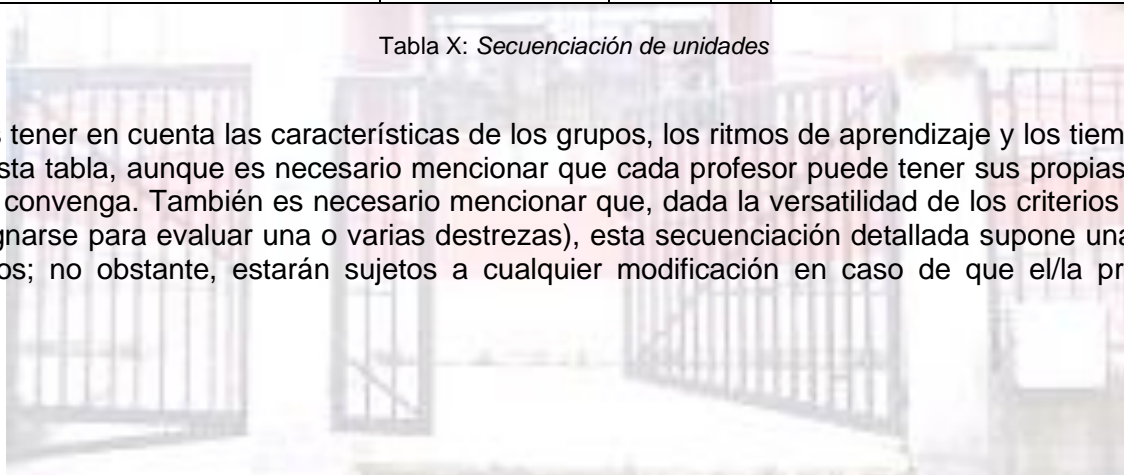 Tabla X: Secuenciación de unidades
tener en cuenta las características de los grupos, los ritmos de aprendizaje y los
sta tabla, aunque es necesario mencionar que cada profesor puede tener sus propias
convenga. También es necesario mencionar que, dada la versatilidad de los criterios
gnarse para evaluar una o varias destrezas), esta secuenciación detallada supone una
os; no obstante, estarán sujetos a cualquier modificación en caso de que el/la